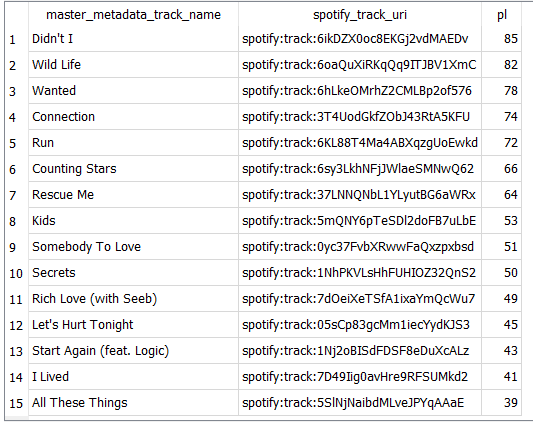 master_metadata_track_name spotify_track_uri pl
1 Didn't I spotify:track:6ikDZX0oc8EKGj2vdMAEDv 85
2 Wild Life spotify:track:6oaQuXiRKqQq9ITJBV1XmC 82
3 Wanted spotify:track:6hLkeOMrhZ2CMLBp2of576 78
4 Connection spotify:track:3T4UodGkfZObJ43RtA5KFU 74
5 Run spotify:track:6KL88T4Ma4ABXqzgUoEwkd 72
6 Counting Stars spotify:track:6sy3LkhNFjJWlaeSMNwQ62 66
7 Rescue Me spotify:track:37LNNQNbL1YLyutBG6aWRx 64
8 Kids spotify:track:5mQNY6pTeSDl2doFB7uLbE 53
9 Somebody To Love spotify:track:0yc37FvbXRwwFaQxzpxbsd 51
10 Secrets spotify:track:1NhPKVLsHhFUHIOZ32QnS2 50
11 Rich Love (with Seeb) spotify:track:7dOeiXeTSfA1ixaYmQcWu7 49
12 Let's Hurt Tonight spotify:track:05sCp83gcMm1iecYydKJS3 45
13 Start Again (feat. Logic) spotify:track:1Nj2oBISdFDSF8eDuXcALz 43
14 I Lived spotify:track:7D49Iig0avHre9RFSUMkd2 41
15 All These Things spotify:track:5SlNjNaibdMLveJPYqAAaE 39